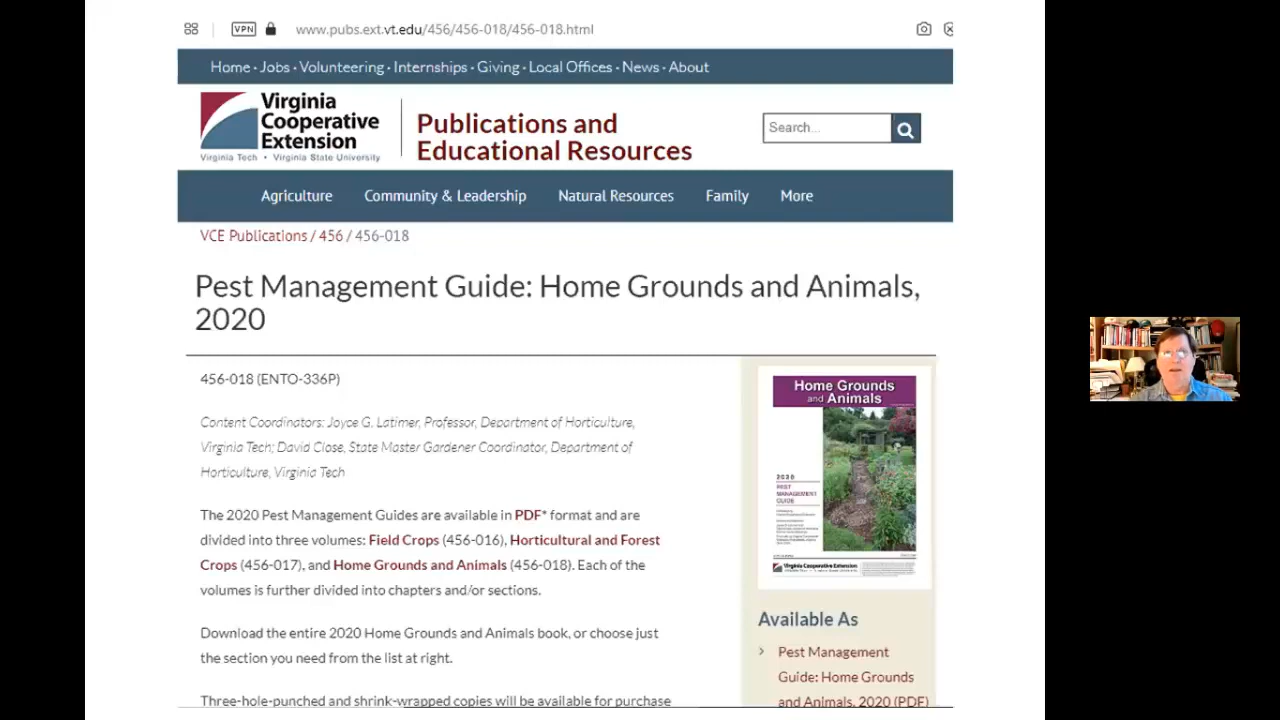 VPN
www.pubs.ext.vt.edu/456/456-018/456-018.html
Home · Jobs · Volunteering · Internships · Giving · Local Offices · News · About
Virginia
Cooperative
Extension
Virginia Tech • Virginia State University
Publications and
Educational Resources
Search...
Agriculture Community & Leadership Natural Resources Family More
VCE Publications / 456 / 456-018
Pest Management Guide: Home Grounds and Animals,
2020
456-018 (ENTO-336P)
Content Coordinators: Joyce G. Latimer, Professor, Department of Horticulture,
Virginia Tech; David Close, State Master Gardener Coordinator, Department of
Horticulture, Virginia Tech
The 2020 Pest Management Guides are available in PDF* format and are
divided into three volumes: Field Crops (456-016), Horticultural and Forest
Crops (456-017), and Home Grounds and Animals (456-018). Each of the
volumes is further divided into chapters and/or sections.
Download the entire 2020 Home Grounds and Animals book, or choose just
the section you need from the list at right.
Three-hole-punched and shrink-wrapped copies will be available for purchase
Home Grounds
and Animals
2020
PEST
MANAGEMENT
GUIDE
Virginia Cooperative Extension
Available As
Pest Management
Guide: Home Grounds
and Animals, 2020 (PDF)